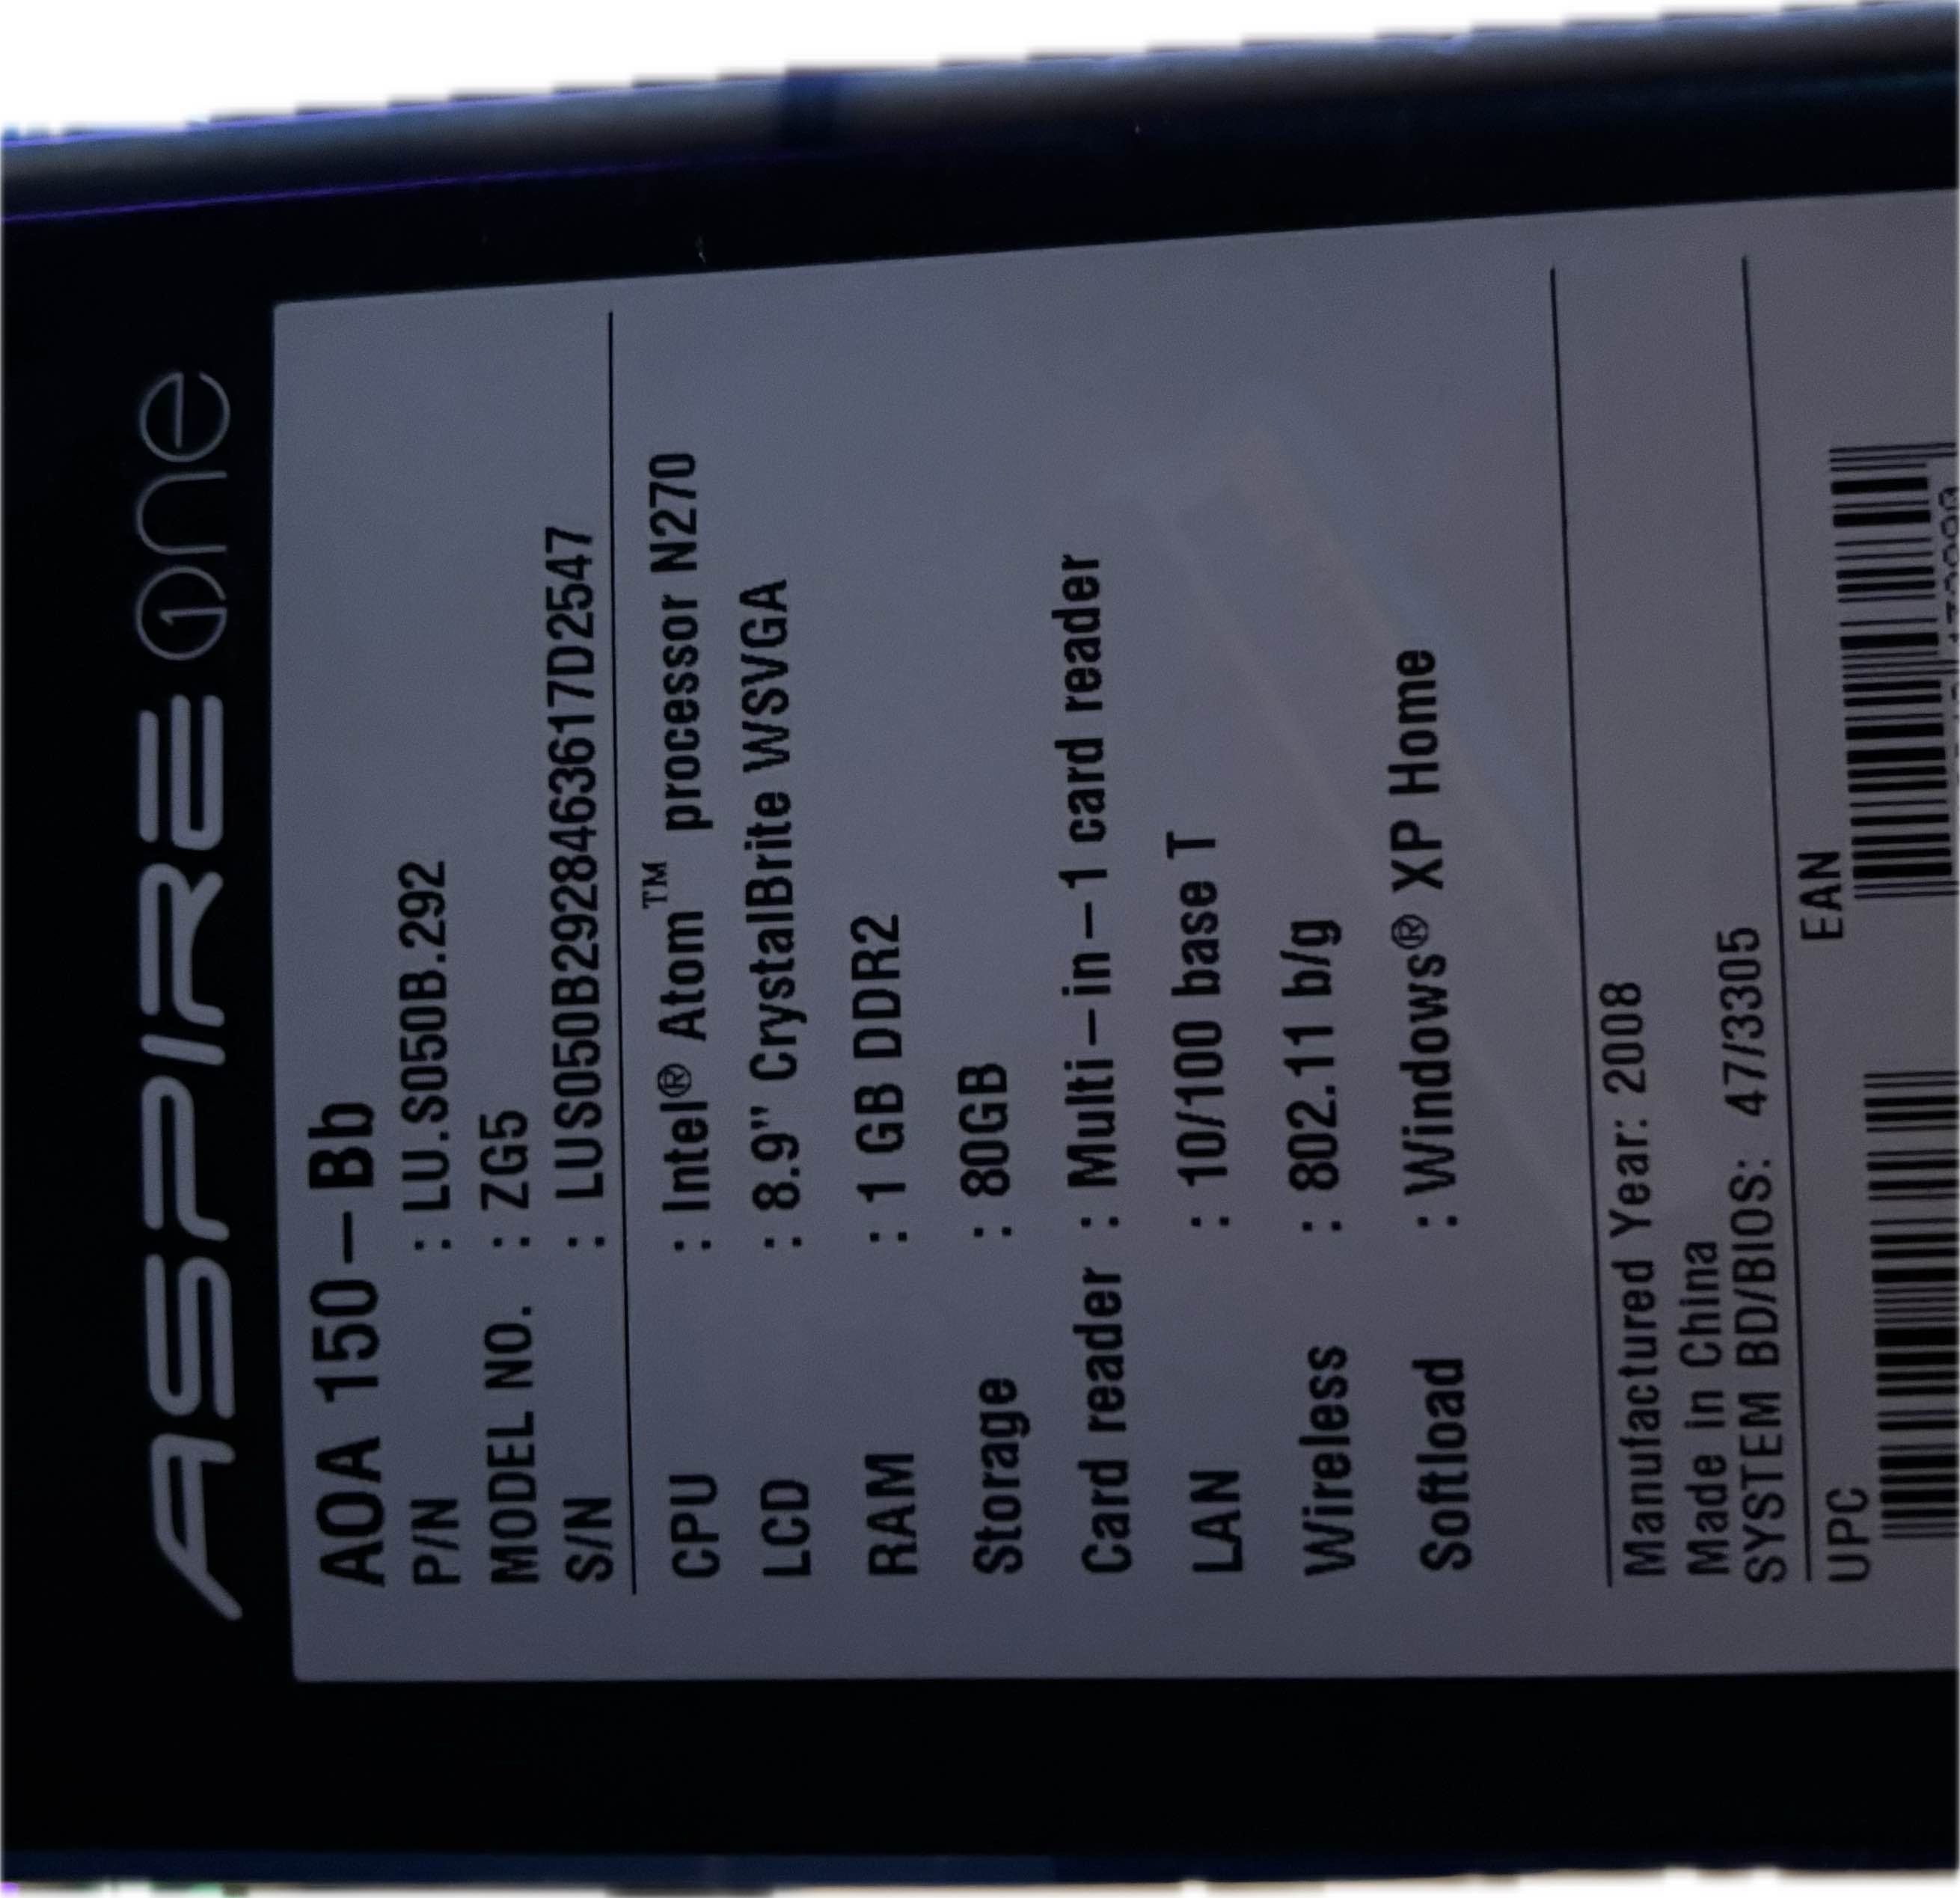 ASPIRE one
AOA 150-Bb
P/N : LU.S050B.292
MODEL NO. : ZG5
S/N : LUS050B2928463617D2547
CPU : Intel® Atom™ processor N270
LCD : 8.9" CrystalBrite WSVGA
RAM : 1 GB DDR2
Storage : 80GB
Card reader : Multi-in-1 card reader
LAN : 10/100 base T
Wireless : 802.11 b/g
Softload : Windows® XP Home
Manufactured Year: 2008
Made in China
SYSTEM BD/BIOS: 47/3305
UPC EAN